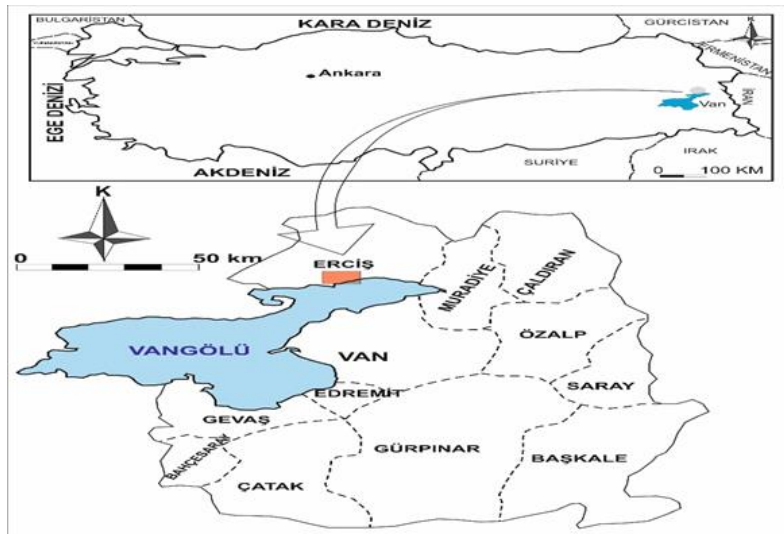 BULGARİSTAN
KARA DENİZ
GÜRCİSTAN
K
ERMENİSTAN
Ankara
EGE DENİZİ
Van
İRAN
AKDENİZ
SURİYE
IRAK
0 100 KM
K
0 50 km
ERCİŞ
MURADİYE
ÇALDIRAN
VANGÖLÜ
VAN
ÖZALP
SARAY
EDREMİT
GEVAŞ
BAHÇESARAY
GÜRPINAR
BAŞKALE
ÇATAK